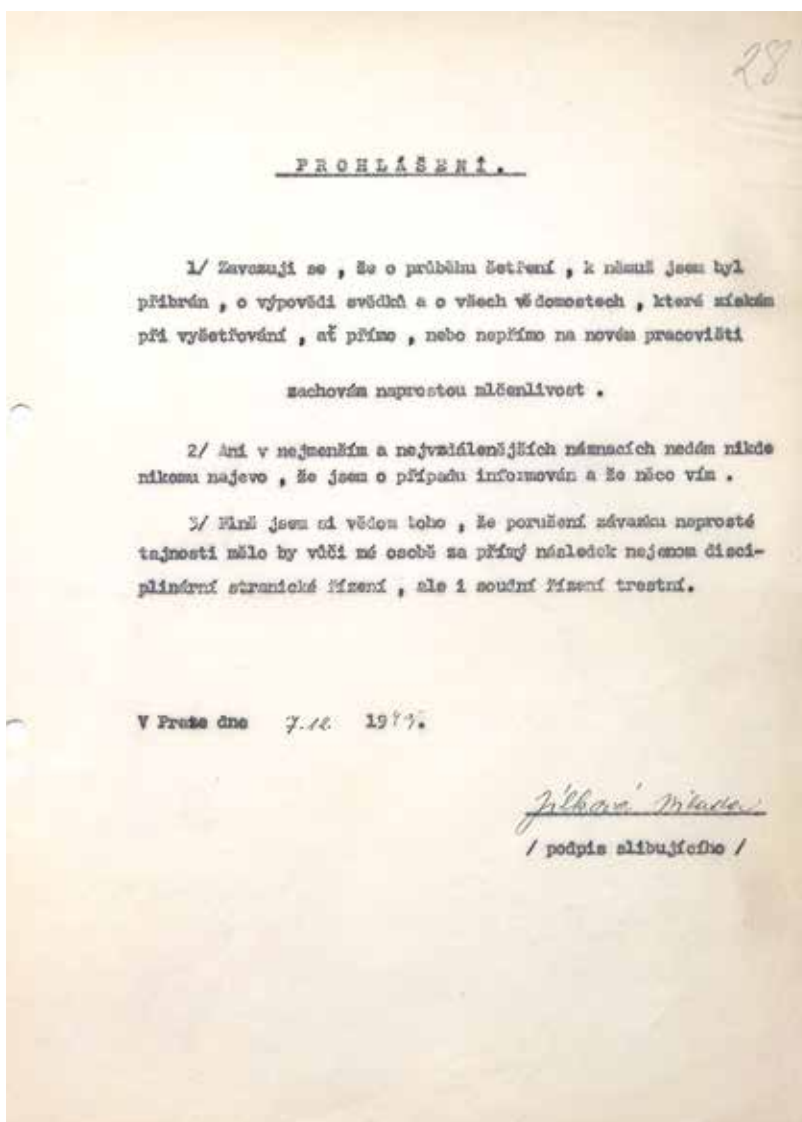 28
PROHLÁŠENÍ.
1/ Zavazuji se , že o průběhu šetření , k němuž jsem byl
přibrán , o výpovědi svědků a o všech vědomostech , které získám
při vyšetřování , ať přímo , nebo nepřímo na novém pracovišti
zachovám naprostou mlčenlivost .
2/ Ani v nejmenším a nejvzdálenějších náznacích nedám nikde
nikomu najevo , že jsem o případu informován a že něco vím .
3/ Plně jsem si vědom toho , že porušení závazku naprosté
tajnosti mělo by vůči mé osobě za přímý následek nejenom disci-
plinární stranické řízení , ale i soudní řízení trestní.
V Praze dne 7.12. 1949.
Jílková Milada
/ podpis slibujícího /